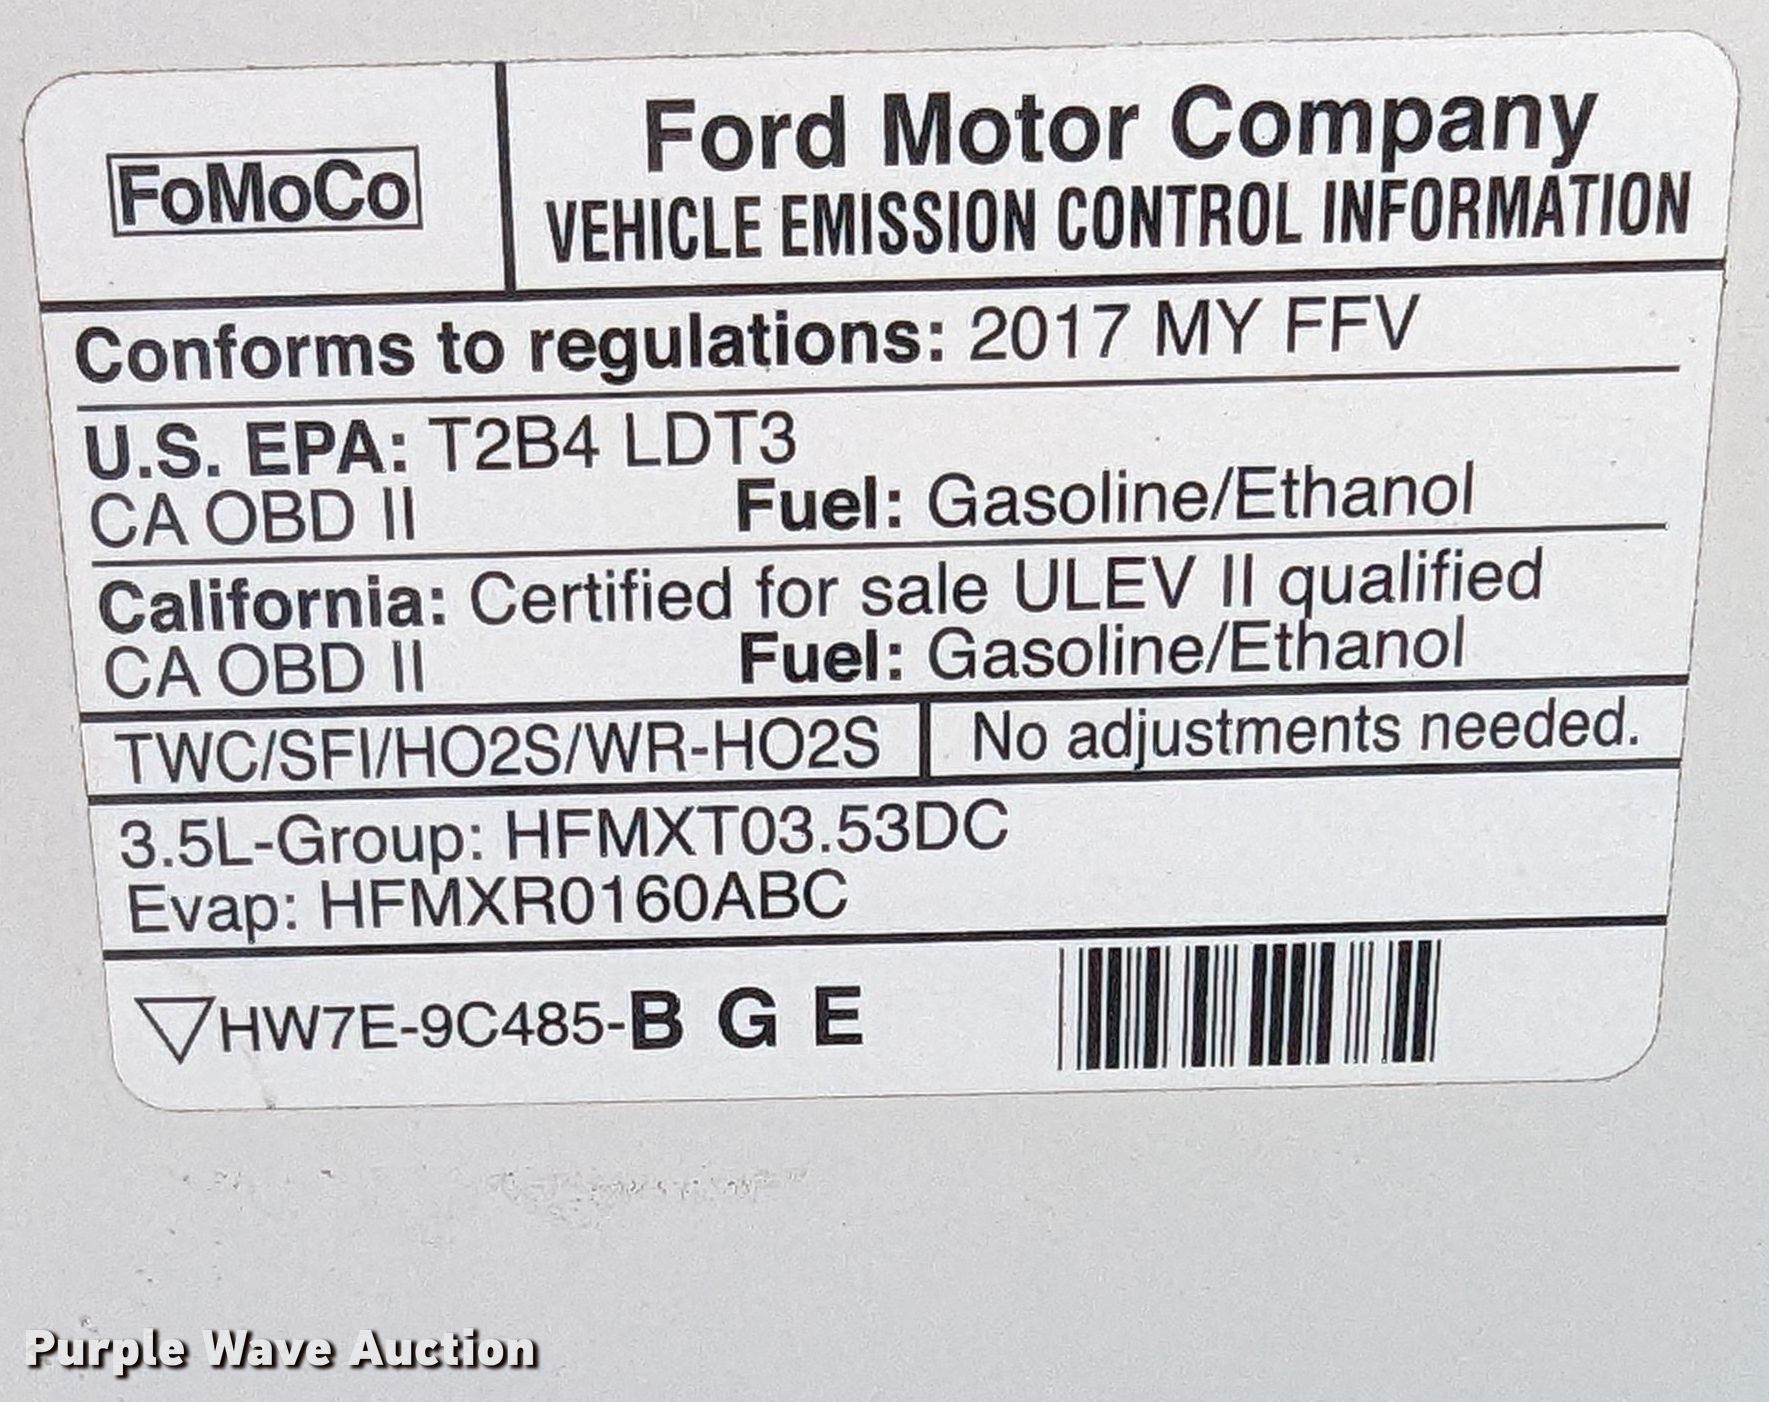 FoMoCo
Ford Motor Company
VEHICLE EMISSION CONTROL INFORMATION
Conforms to regulations: 2017 MY FFV
U.S. EPA: T2B4 LDT3
CA OBD II Fuel: Gasoline/Ethanol
California: Certified for sale ULEV II qualified
CA OBD II Fuel: Gasoline/Ethanol
TWC/SFI/HO2S/WR-HO2S No adjustments needed.
3.5L-Group: HFMXT03.53DC
Evap: HFMXR0160ABC
HW7E-9C485-B G E
Purple Wave Auction